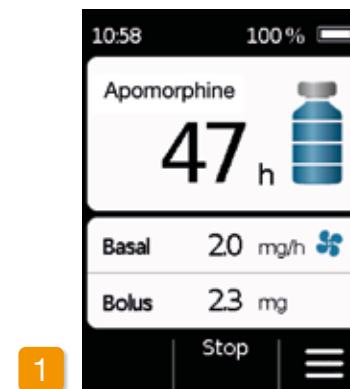 10:58 100 %
Apomorphine
47 h
Basal 2.0 mg/h
Bolus 2.3 mg
Stop
1